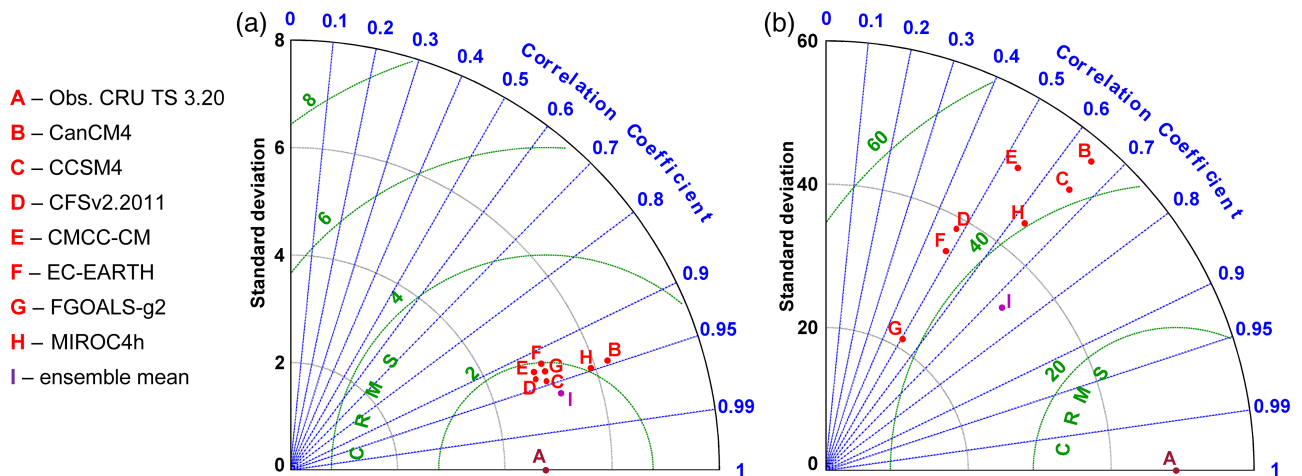 A – Obs. CRU TS 3.20
B – CanCM4
C – CCSM4
D – CFSv2.2011
E – CMCC-CM
F – EC-EARTH
G – FGOALS-g2
H – MIROC4h
I – ensemble mean
(a)
Standard deviation
8
6
4
2
0
0
0.1
0.2
0.3
0.4
0.5
0.6
0.7
0.8
0.9
0.95
0.99
1
Correlation Coefficient
8
6
4
2
CRMS
F
G
E
D
C
H
B
I
A
(b)
Standard deviation
60
40
20
0
0
0.1
0.2
0.3
0.4
0.5
0.6
0.7
0.8
0.9
0.95
0.99
1
Correlation Coefficient
60
40
20
CRMS
E
B
C
H
D
F
G
I
A